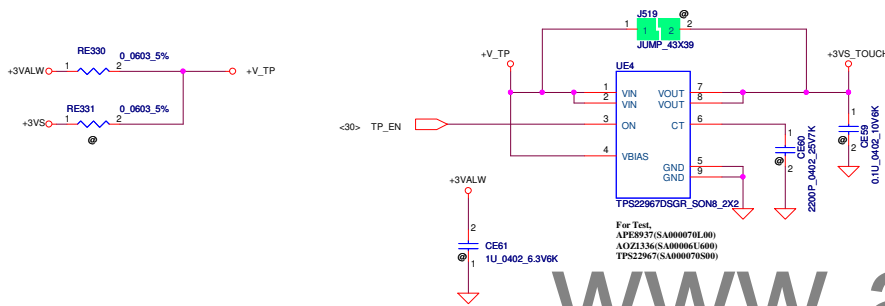 J519
@
1 2
1 2
JUMP_43X39
RE330
0_0603_5%
+3VALW
1 2
+V_TP
RE331
0_0603_5%
+3VS
1 2
@
+V_TP
+3VS_TOUCH
UE4
1 VIN
2 VIN
3 ON
4 VBIAS
VOUT 7
VOUT 8
CT 6
GND 5
GND 9
TPS22967DSGR_SON8_2X2
<30> TP_EN
1
2
@
CE60
2200P_0402_25V7K
1
2
@
CE59
0.1U_0402_10V6K
+3VALW
2
1
@
CE61
1U_0402_6.3V6K
For Test,
APE8937(SA000070L00)
AOZ1336(SA00006U600)
TPS22967(SA000070S00)